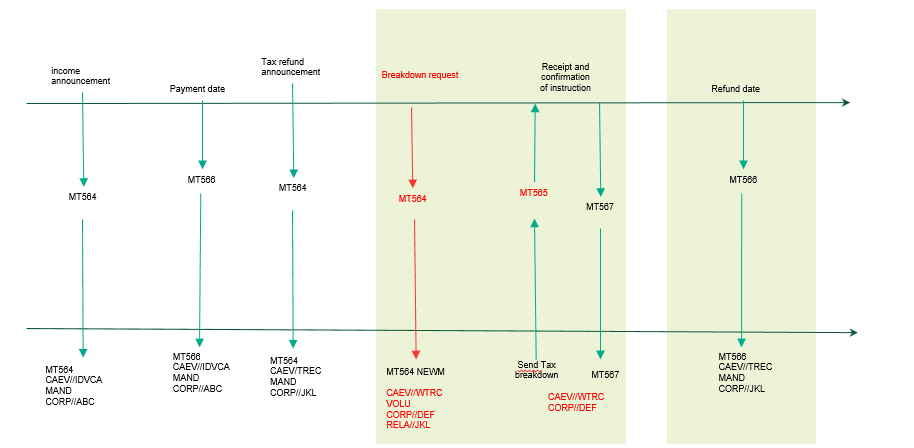 income
announcement
Payment date
Tax refund
announcement
Breakdown request
Receipt and
confirmation
of instruction
Refund date
MT564
MT566
MT564
MT564
MT565
MT567
MT566
MT564
CAEV//IDVCA
MAND
CORP//ABC
MT566
CAEV//IDVCA
MAND
CORP//ABC
MT564
CAEV/TREC
MAND
CORP//JKL
MT564 NEWM
CAEV//WTRC
VOLU
CORP//DEF
RELA//JKL
Send Tax
breakdown
MT567
CAEV//WTRC
CORP//DEF
MT566
CAEV//TREC
MAND
CORP//JKL